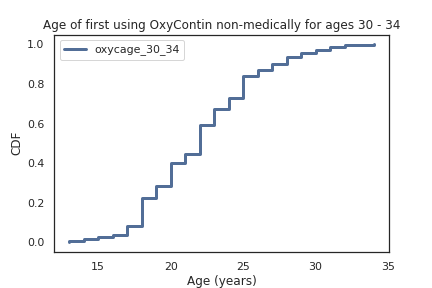 Age of first using OxyContin non-medically for ages 30 - 34
oxycage_30_34
1.0
0.8
0.6
0.4
0.2
0.0
CDF
15 20 25 30 35
Age (years)